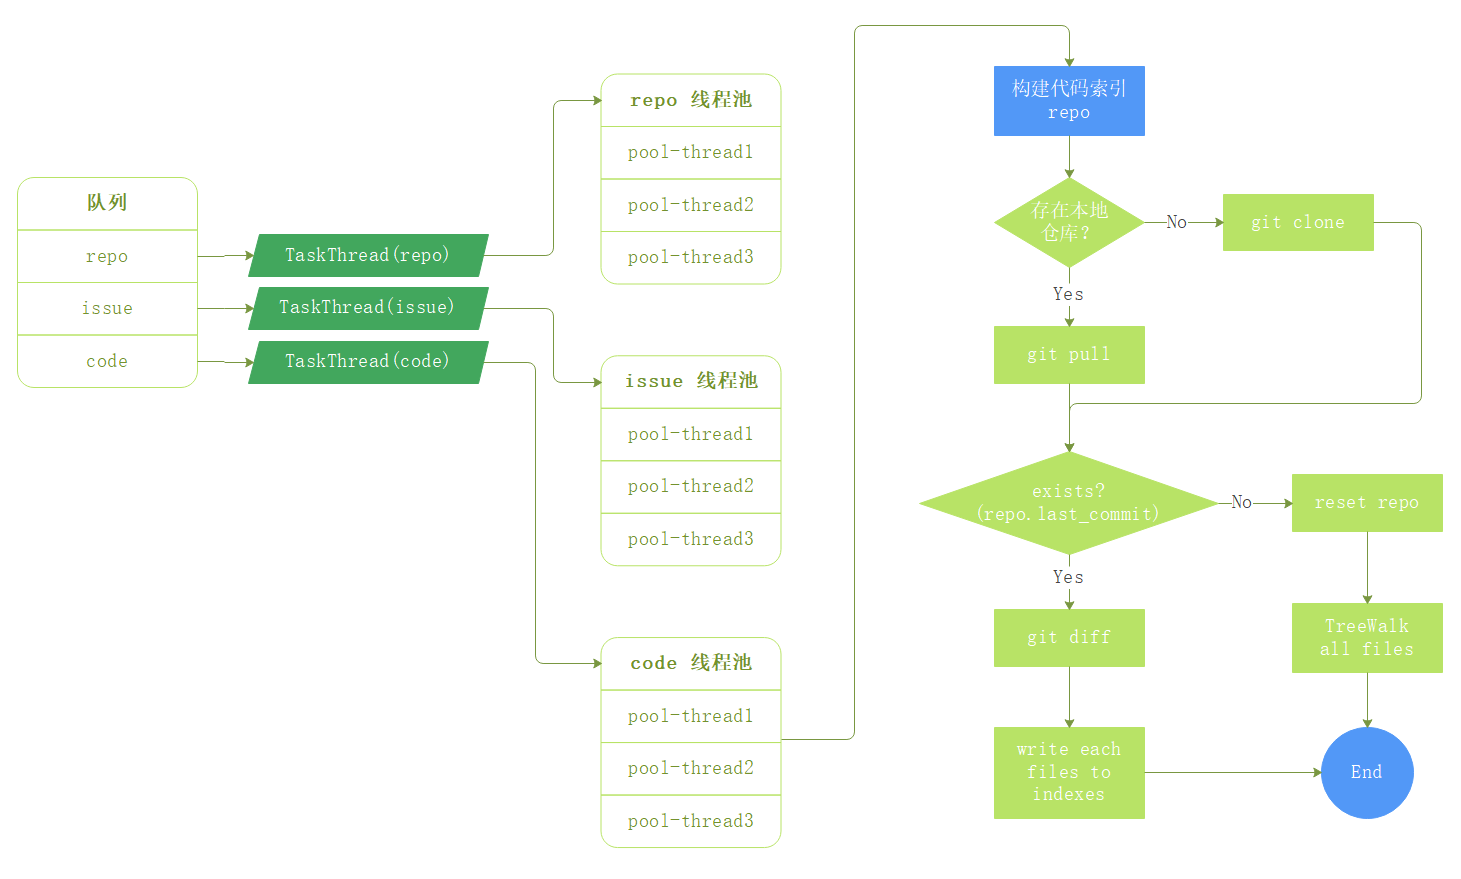 队列
repo
issue
code
TaskThread(repo)
TaskThread(issue)
TaskThread(code)
repo 线程池
pool-thread1
pool-thread2
pool-thread3
issue 线程池
pool-thread1
pool-thread2
pool-thread3
code 线程池
pool-thread1
pool-thread2
pool-thread3
构建代码索引
repo
存在本地
仓库?
No
git clone
Yes
git pull
exists?
(repo.last_commit)
No
reset repo
Yes
git diff
TreeWalk
all files
write each
files to
indexes
End